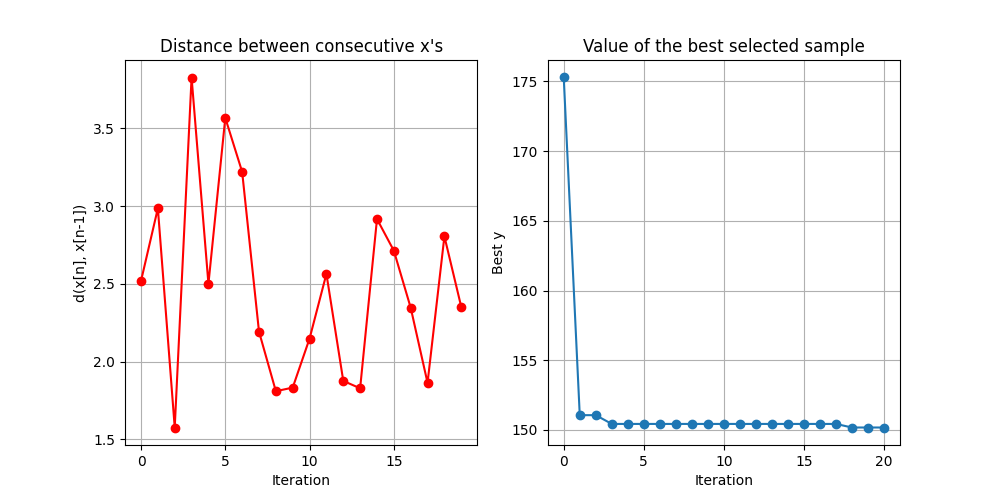 Distance between consecutive x's
d(x[n], x[n-1])
3.5
3.0
2.5
2.0
1.5
0 5 10 15
Iteration
Value of the best selected sample
Best y
175
170
165
160
155
150
0 5 10 15 20
Iteration